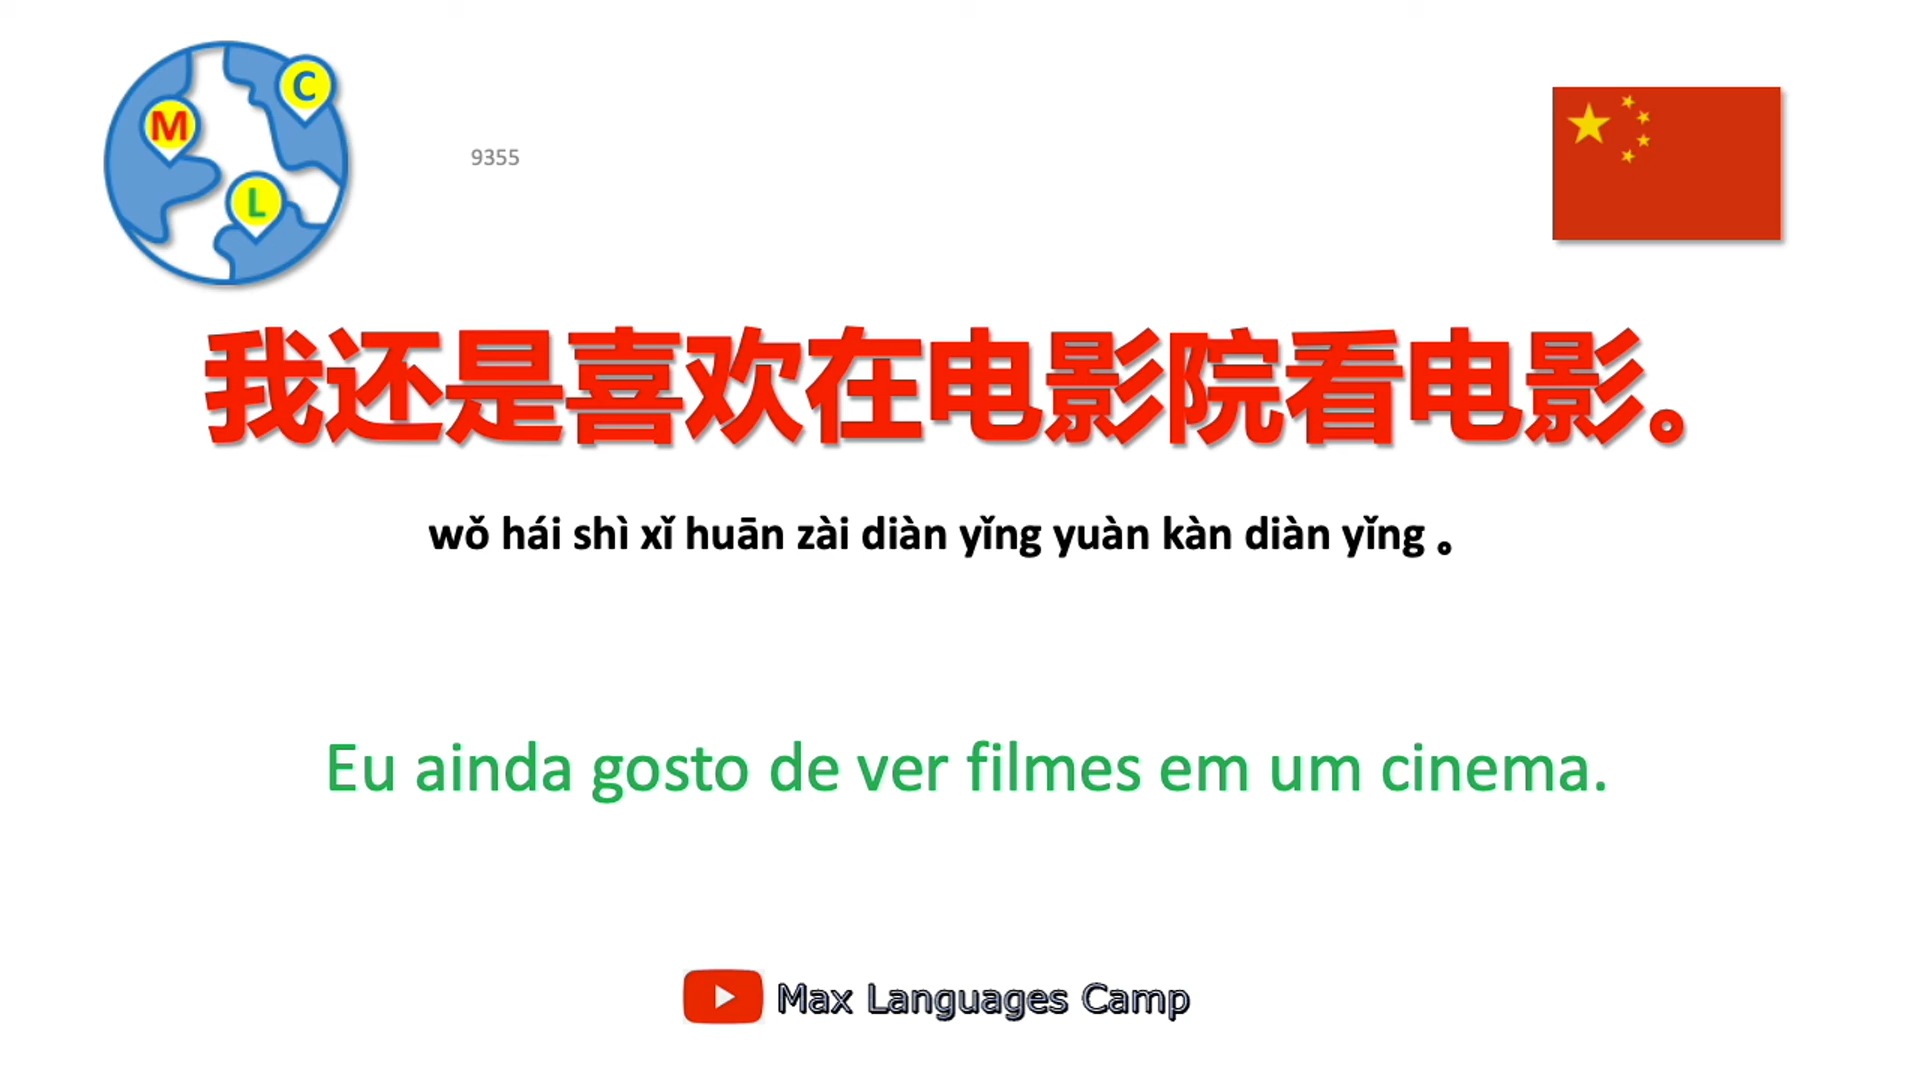 M
C
L
9355
我还是喜欢在电影院看电影。
wǒ hái shì xǐ huān zài diàn yǐng yuàn kàn diàn yǐng 。
Eu ainda gosto de ver filmes em um cinema.
Max Languages Camp